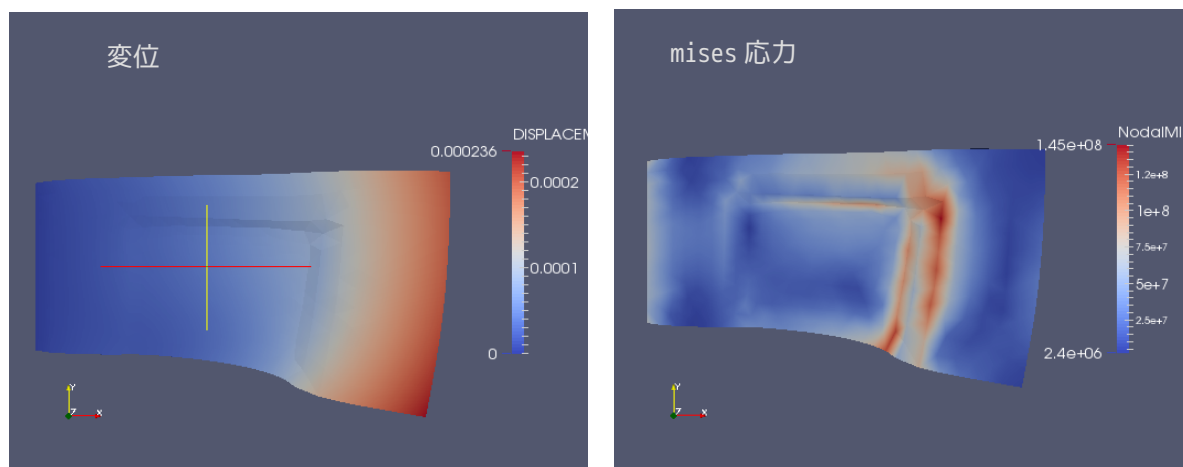 変位
DISPLACEM
0.000236
0.0002
0.0001
0
Y
Z X
mises 応力
NodalMI
1.45e+08
1.2e+8
1e+8
7.5e+7
5e+7
2.5e+7
2.4e+06
Y
Z X